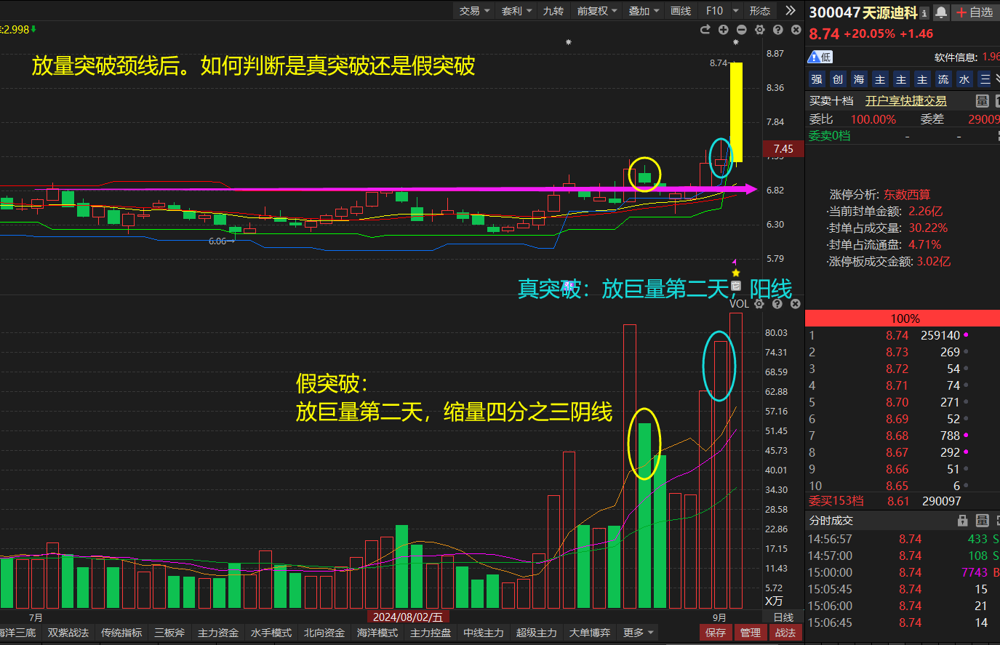 交易 套利 九转 前复权 叠加 画线 F10 形态
:2.998
放量突破颈线后。如何判断是真突破还是假突破
8.87
8.74
8.36
7.84
7.45
6.82
6.30
6.06
5.79
真突破：放巨量第二天，阳线
VOL
80.03
74.31
68.59
62.88
57.16
51.45
45.73
40.01
34.30
28.58
22.86
17.15
11.43
5.72
X万
假突破：
放巨量第二天，缩量四分之三阴线
7月 2024/08/02/五 9月 日线
海洋三底 双紫战法 传统指标 三板斧 主力资金 水手模式 北向资金 海洋模式 主力控盘 中线主力 超级主力 大单博弈 更多 保存 管理 战法
300047 天源迪科 自选
8.74 +20.05% +1.46
低 软件信息: 1.96
强 创 海 主 主 主 流 水 三
买卖十档 开户享快捷交易 量
委比 100.00% 委差 29009
委卖0档 - -
涨停分析: 东数西算
·当前封单金额: 2.26亿
·封单占成交量: 30.22%
·封单占流通盘: 4.71%
·涨停板成交金额: 3.02亿
100%
1 8.74 259140
2 8.73 269
3 8.72 54
4 8.71 74
5 8.70 271
6 8.69 52
7 8.68 788
8 8.67 292
9 8.66 51
10 8.65 6
委买153档 8.61 290097
分时成交 量
14:56:57 8.74 433 S
14:57:00 8.74 108 S
15:00:00 8.74 7743 B
15:05:45 8.74 15
15:06:00 8.74 21
15:06:45 8.74 14